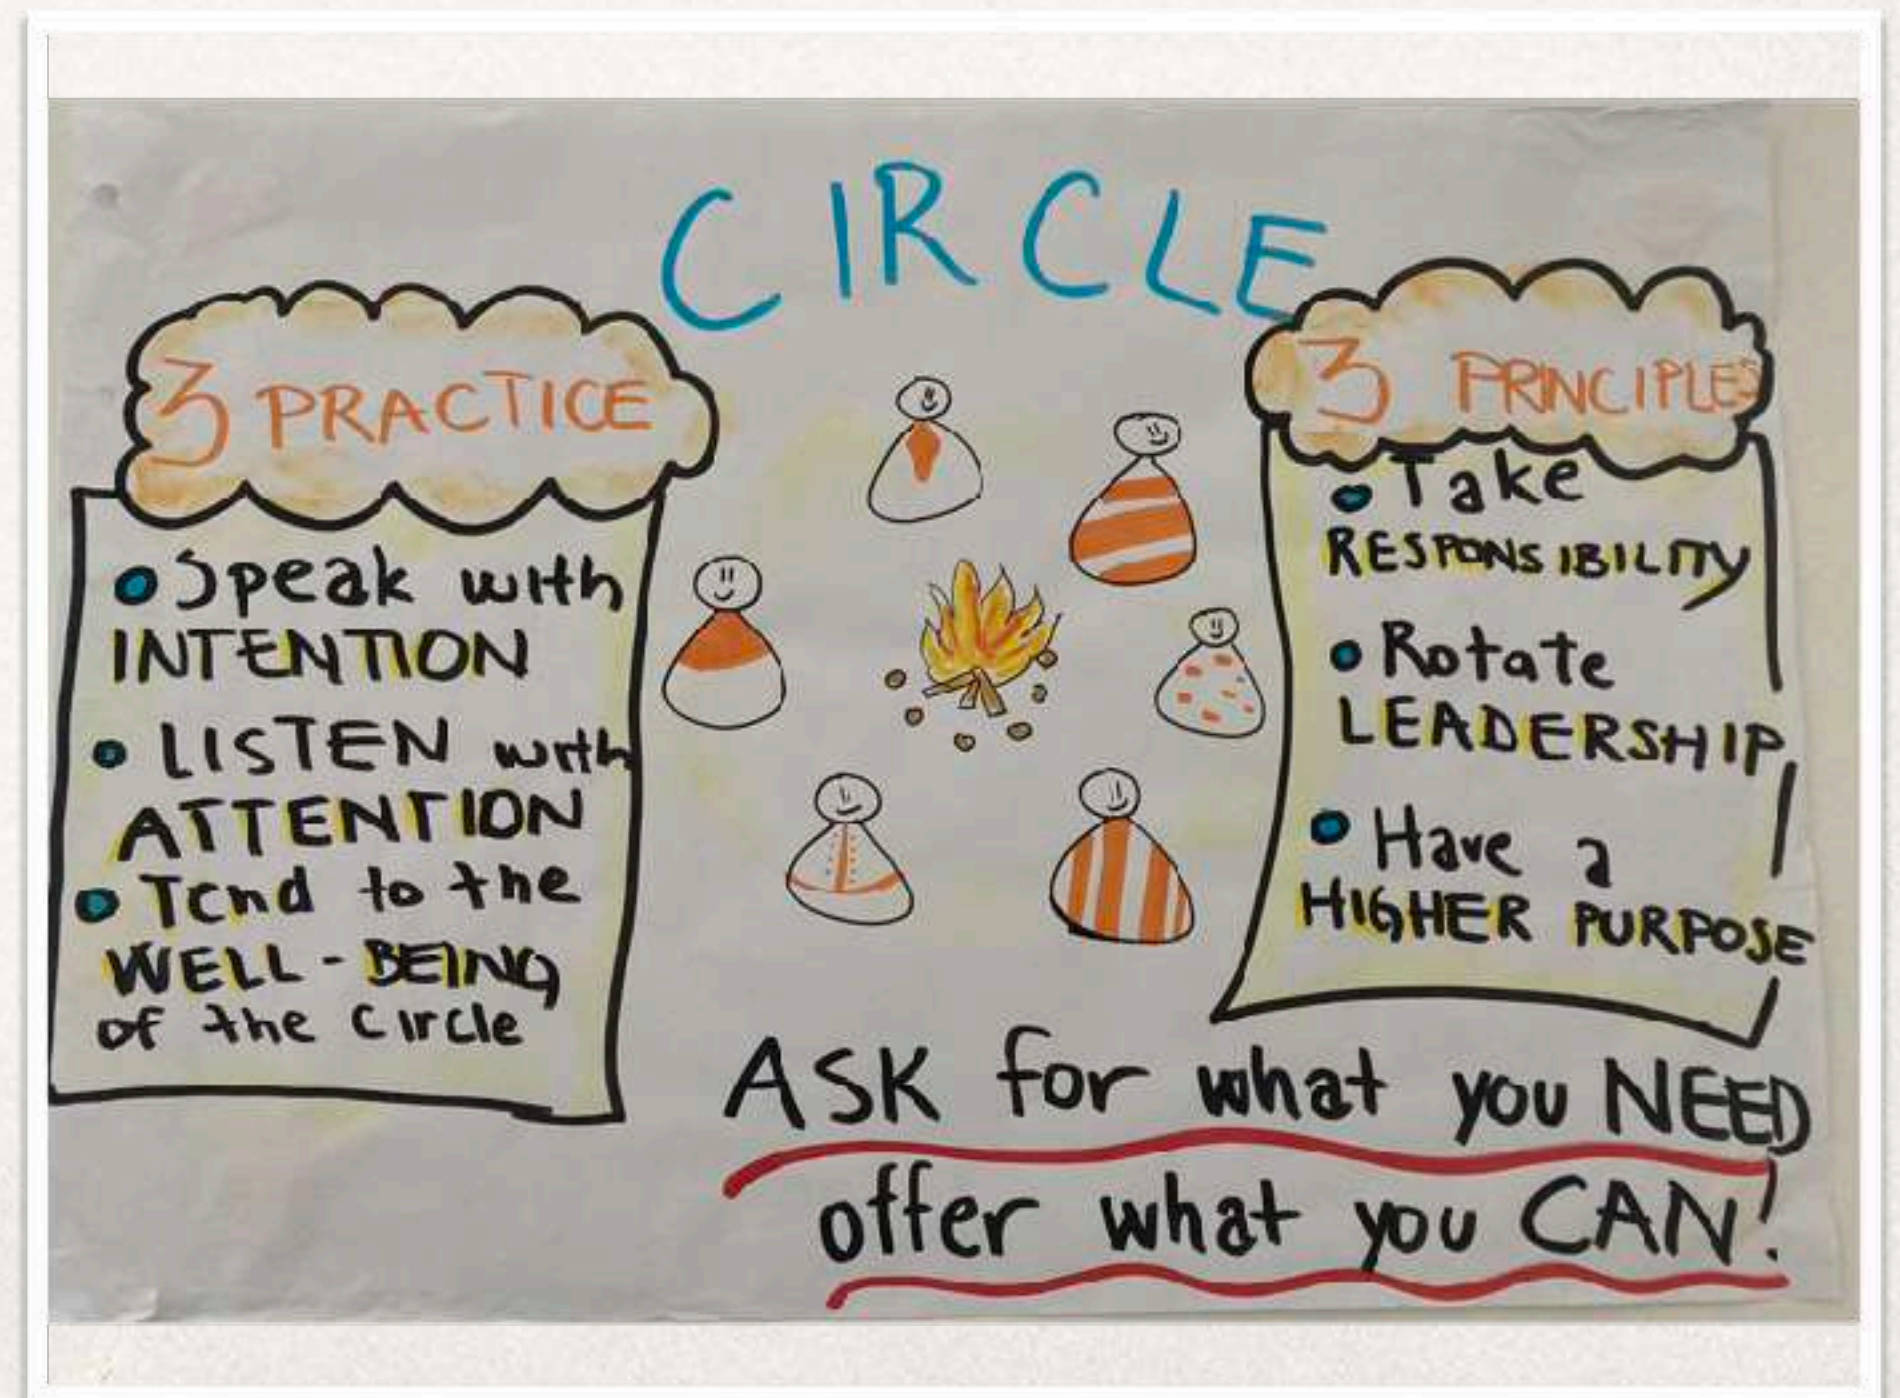 CIRCLE
3 PRACTICE
• Speak with
INTENTION
• LISTEN with
ATTENTION
• Tend to the
WELL-BEING
of the Circle
3 PRINCIPLES
• Take
RESPONSIBILITY
• Rotate
LEADERSHIP
• Have a
HIGHER PURPOSE
ASK for what you NEED
offer what you CAN!